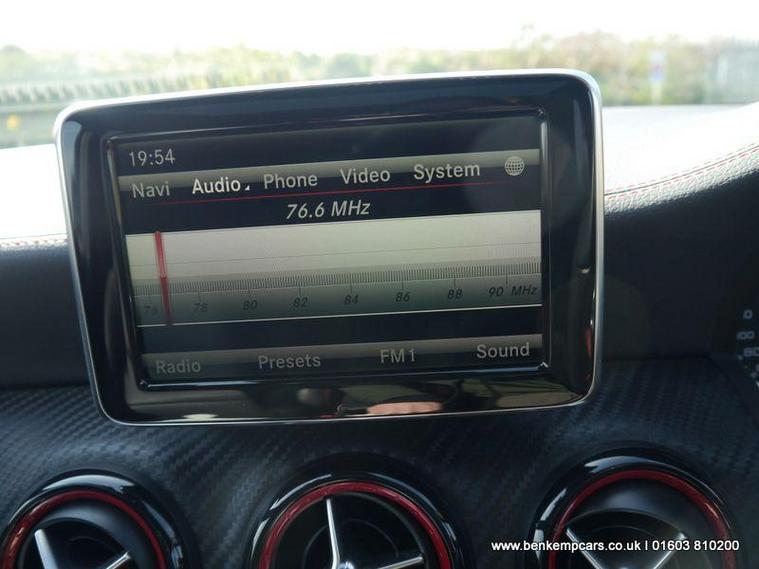 19:54
Navi Audio Phone Video System
76.6 MHz
76 78 80 82 84 86 88 90 MHz
Radio Presets FM1 Sound
www.benkempcars.co.uk | 01603 810200